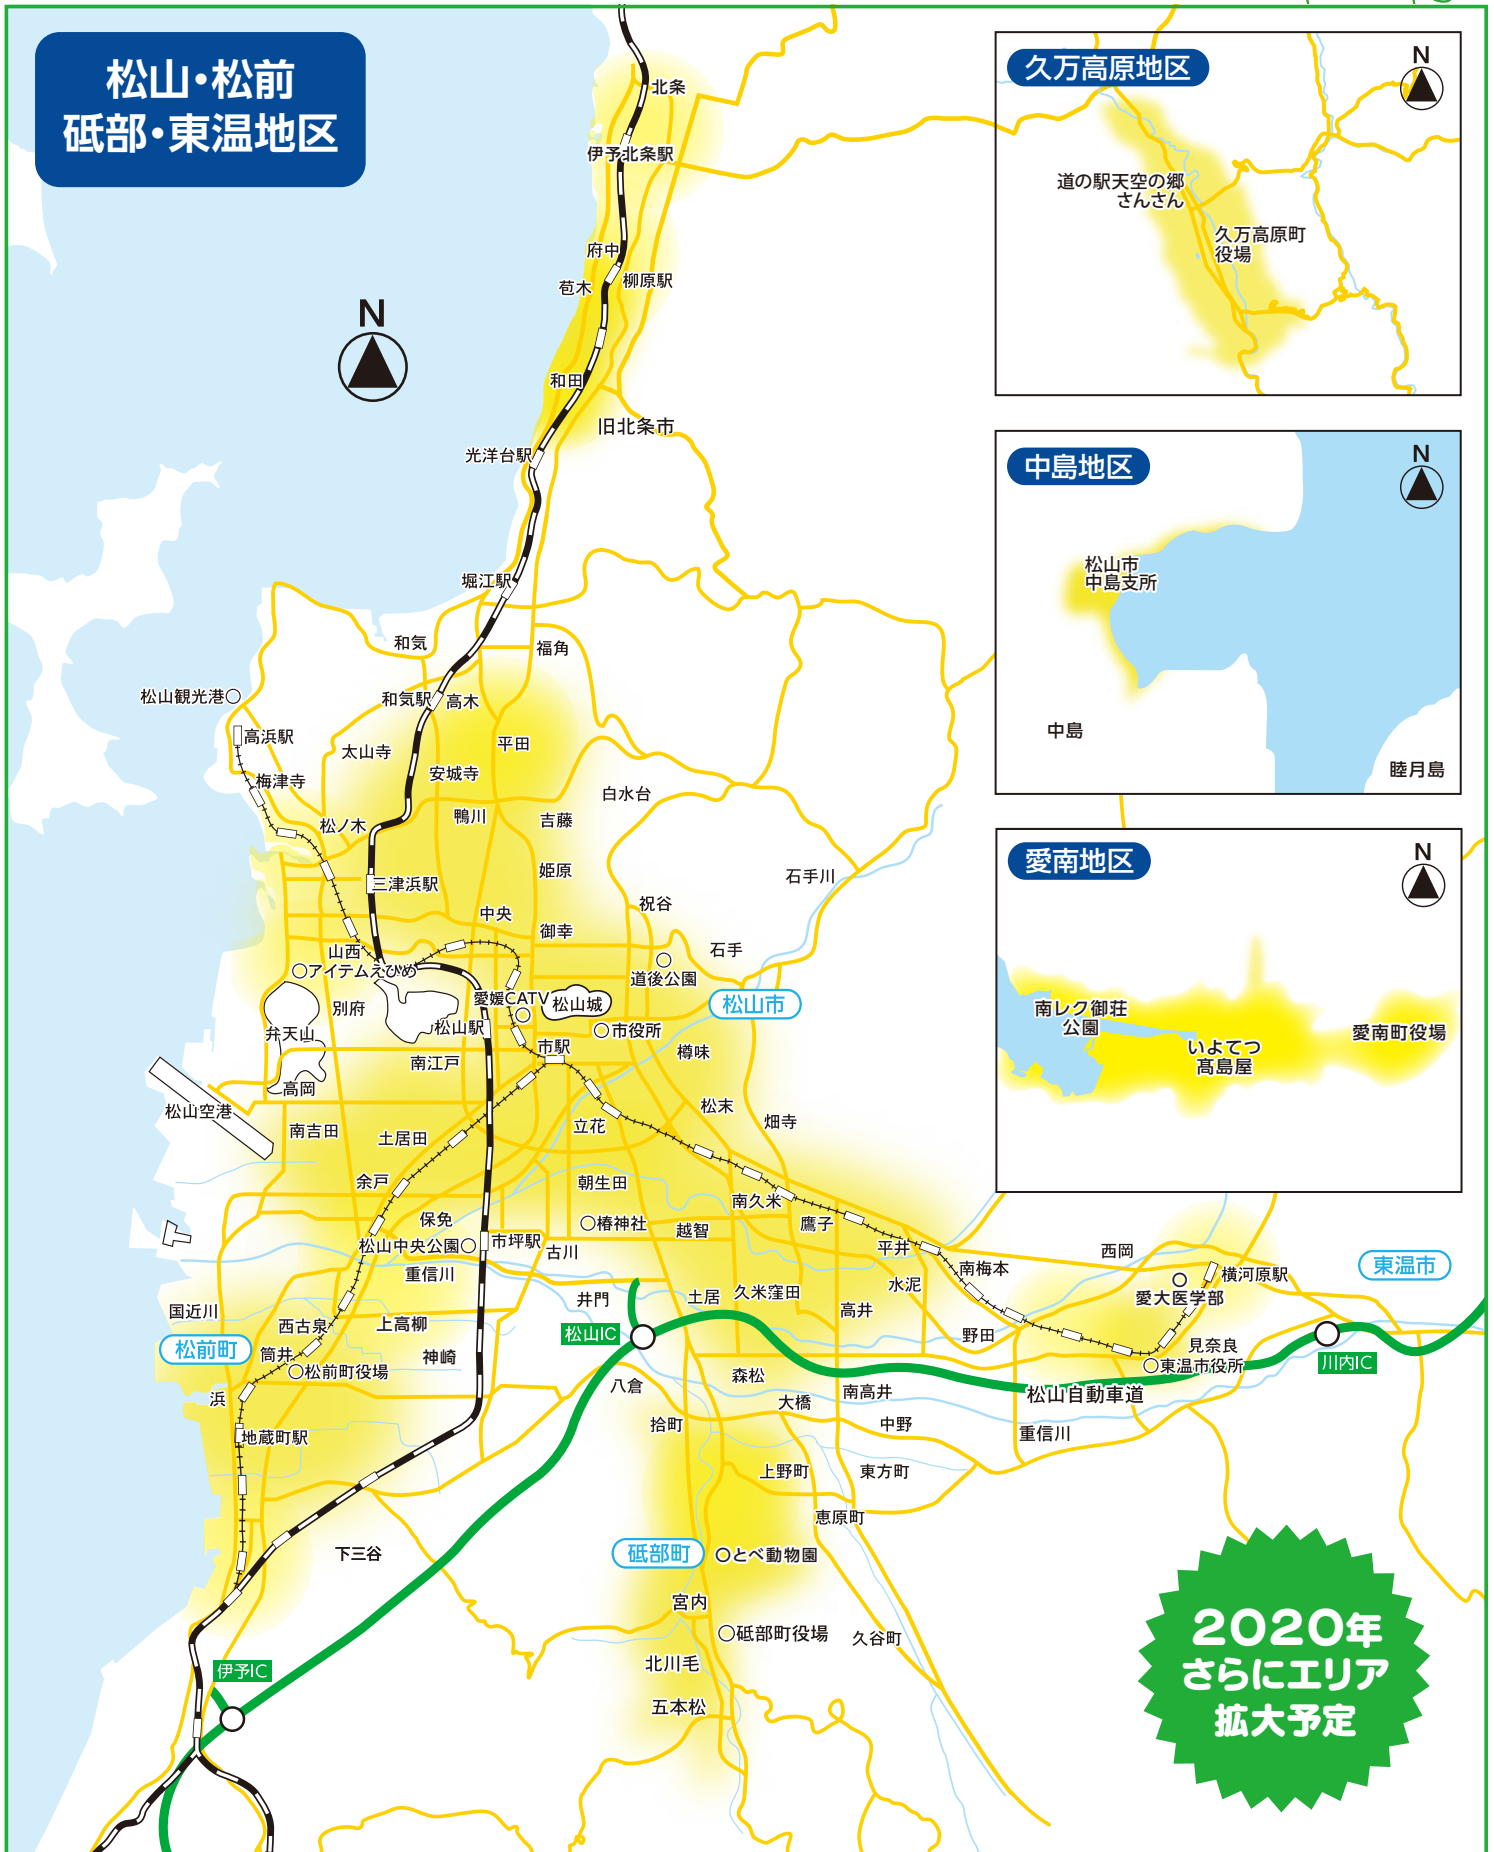 松山・松前
砥部・東温地区
N
北条
伊予北条駅
府中
苞木
柳原駅
和田
旧北条市
光洋台駅
堀江駅
和気
福角
松山観光港
和気駅
高木
高浜駅
太山寺
平田
安城寺
梅津寺
白水台
松ノ木
鴨川
吉藤
三津浜駅
姫原
石手川
中央
祝谷
御幸
山西
石手
アイテムえひめ
道後公園
愛媛CATV
松山城
松山市
別府
松山駅
市役所
弁天山
市駅
樽味
南江戸
高岡
松山空港
松末
南吉田
土居田
立花
畑寺
余戸
朝生田
南久米
保免
椿神社
越智
鷹子
松山中央公園
市坪駅
古川
平井
西岡
東温市
重信川
南梅本
横河原駅
水泥
愛大医学部
国近川
井門
土居
久米窪田
高井
西古泉
上高柳
松山IC
野田
松前町
筒井
神崎
見奈良
松前町役場
東温市役所
川内IC
浜
八倉
森松
南高井
松山自動車道
大橋
地蔵町駅
拾町
中野
重信川
上野町
東方町
恵原町
下三谷
砥部町
とべ動物園
宮内
砥部町役場
久谷町
北川毛
伊予IC
五本松
久万高原地区
N
道の駅天空の郷
さんさん
久万高原町
役場
中島地区
N
松山市
中島支所
中島
睦月島
愛南地区
N
南レク御荘
公園
いよてつ
髙島屋
愛南町役場
2020年
さらにエリア
拡大予定